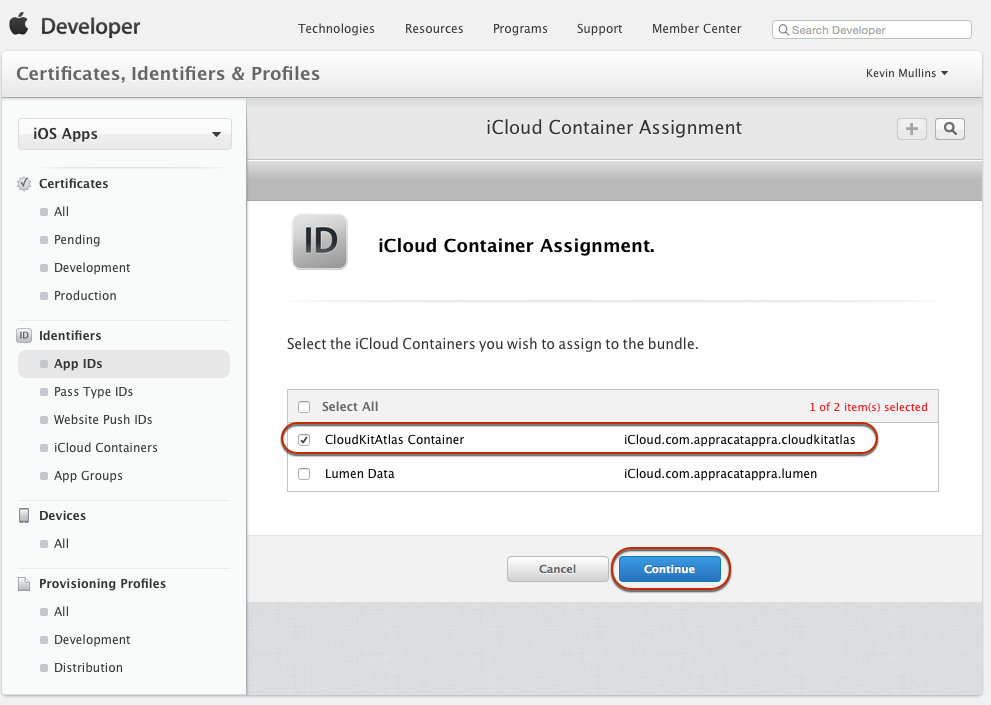 Developer
Technologies Resources Programs Support Member Center Search Developer
Certificates, Identifiers & Profiles
Kevin Mullins
iOS Apps
Certificates
All
Pending
Development
Production
ID Identifiers
App IDs
Pass Type IDs
Website Push IDs
iCloud Containers
App Groups
Devices
All
Provisioning Profiles
All
Development
Distribution
iCloud Container Assignment
ID iCloud Container Assignment.
Select the iCloud Containers you wish to assign to the bundle.
Select All 1 of 2 item(s) selected
CloudKitAtlas Container iCloud.com.appracatappra.cloudkitatlas
Lumen Data iCloud.com.appracatappra.lumen
Cancel Continue